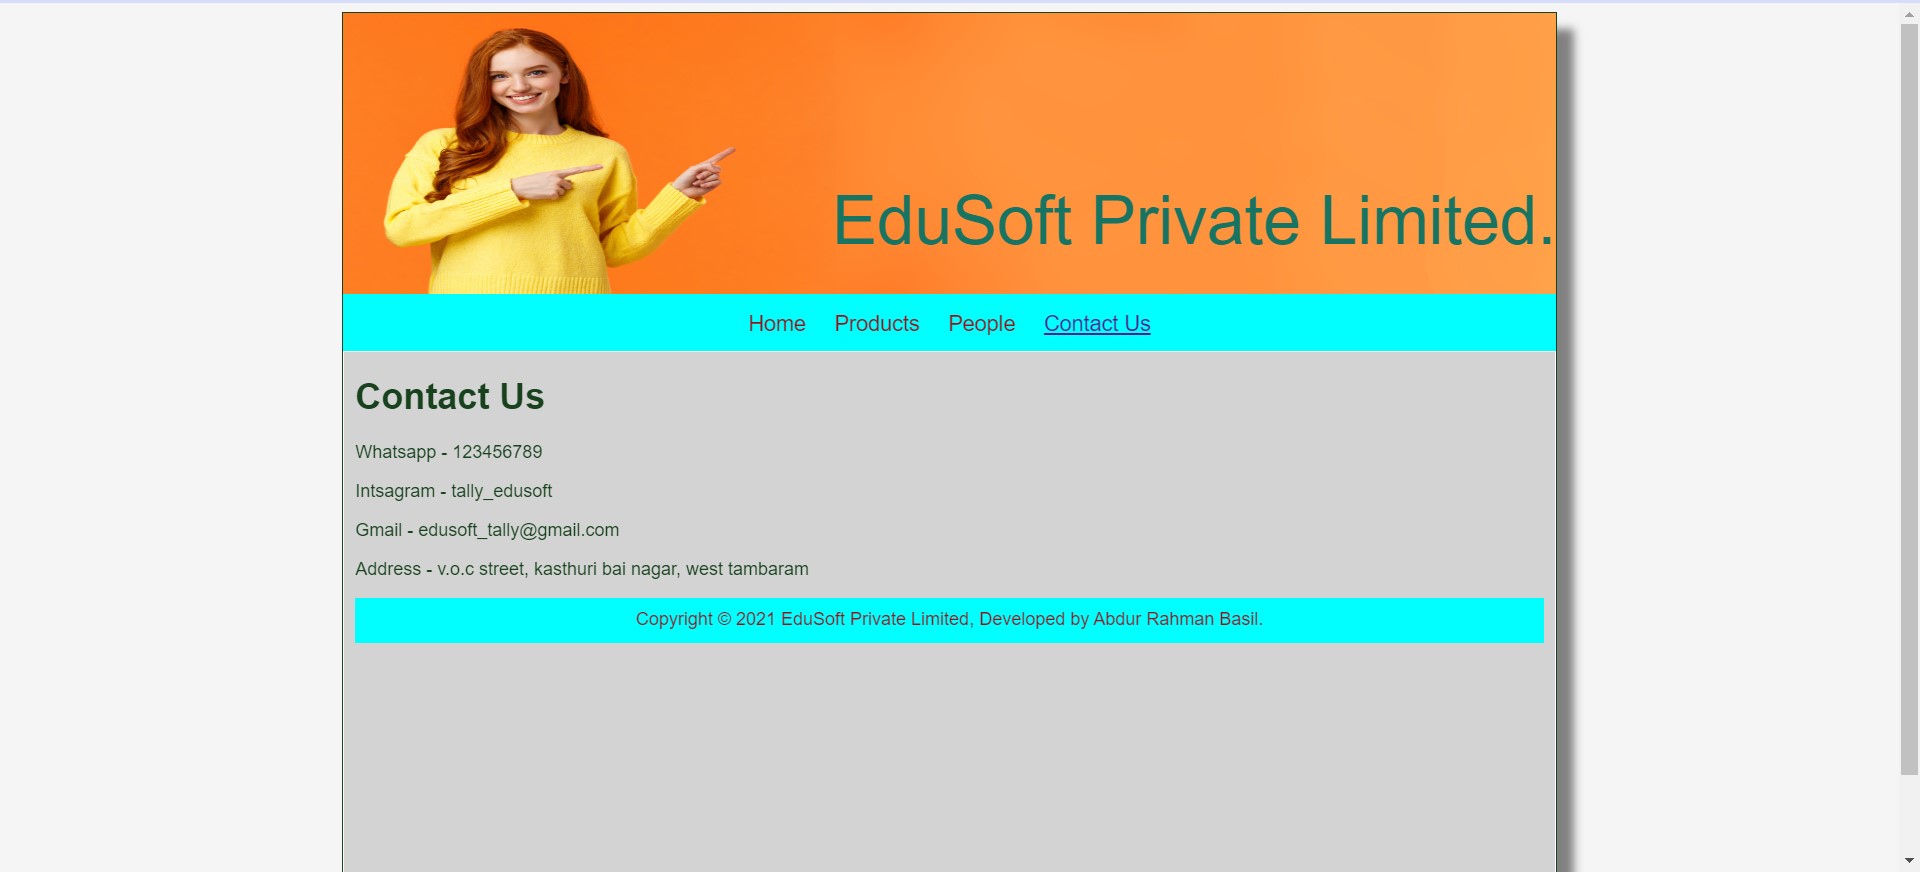 EduSoft Private Limited.
Home Products People Contact Us
Contact Us
Whatsapp - 123456789
Intsagram - tally_edusoft
Gmail - edusoft_tally@gmail.com
Address - v.o.c street, kasthuri bai nagar, west tambaram
Copyright © 2021 EduSoft Private Limited, Developed by Abdur Rahman Basil.